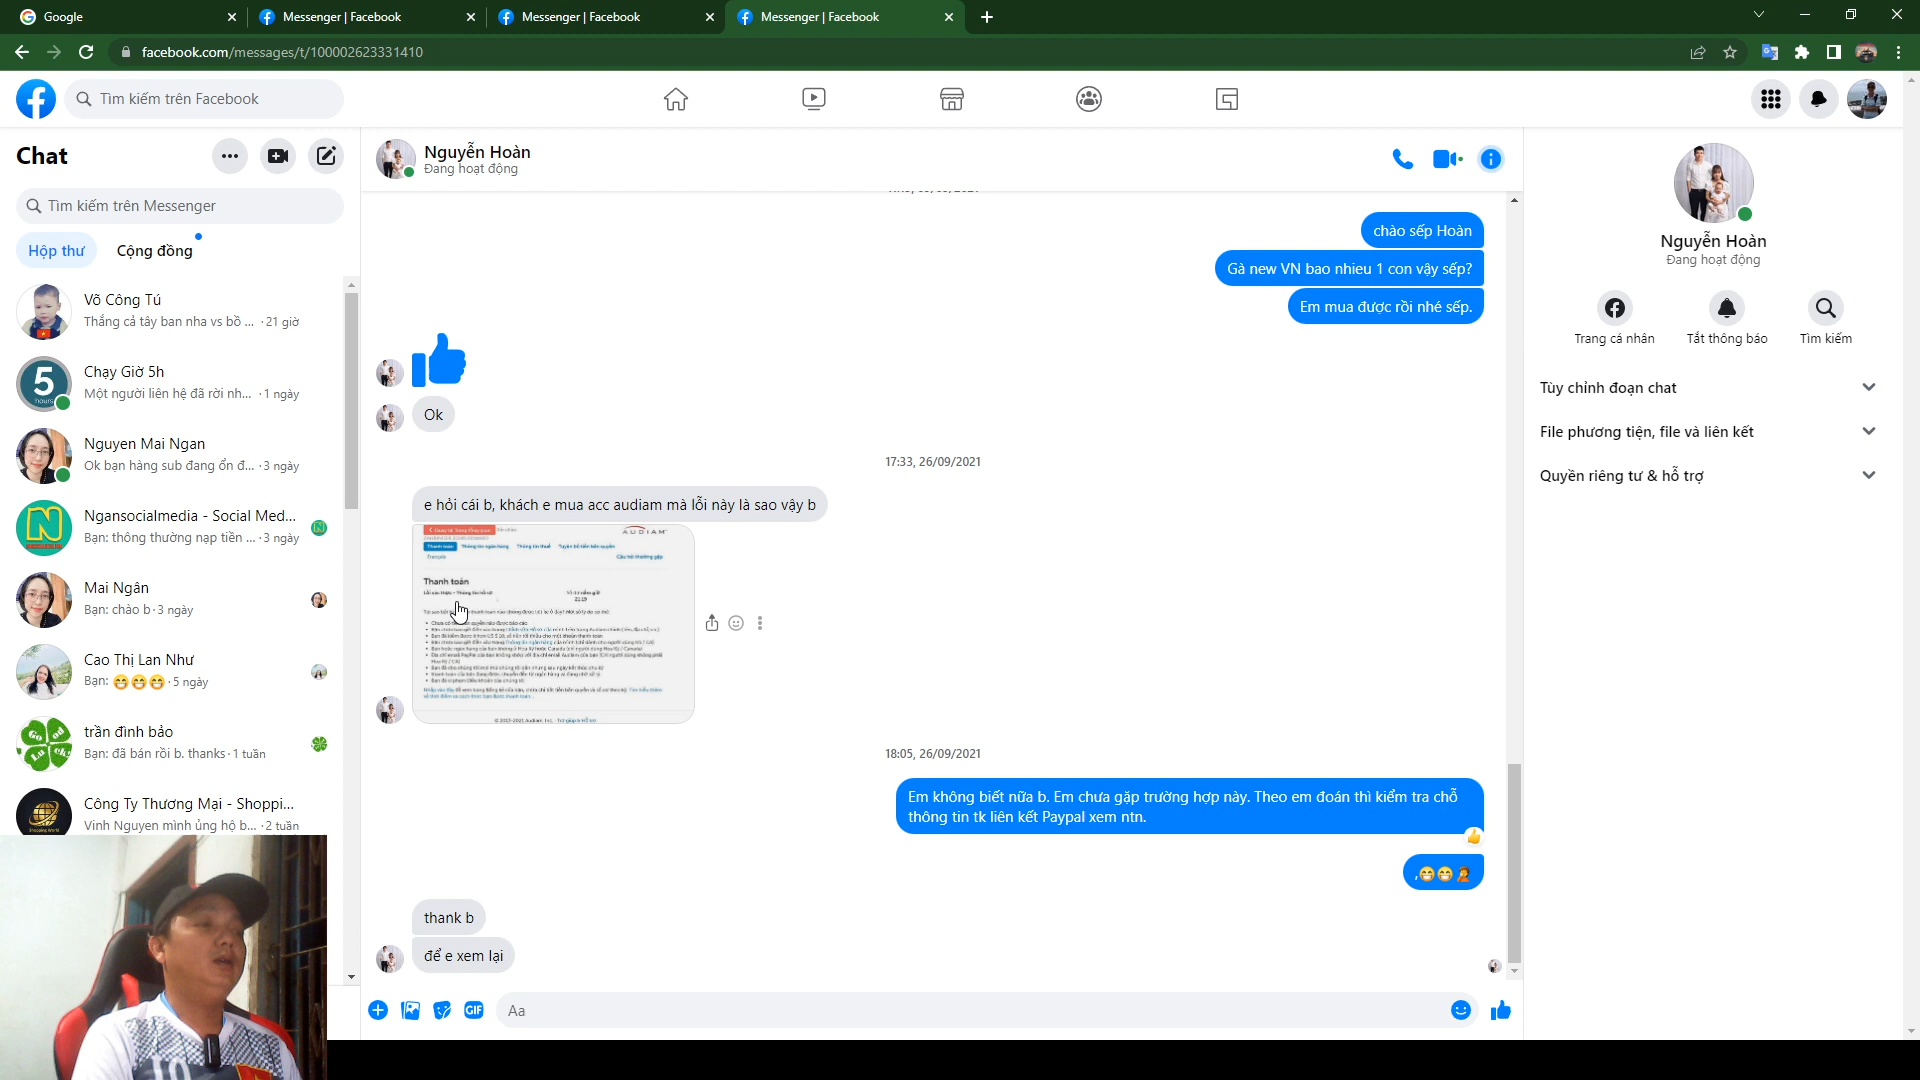 Google
Messenger | Facebook
Messenger | Facebook
Messenger | Facebook
facebook.com/messages/t/100002623331410
Tìm kiếm trên Facebook
Chat
Tìm kiếm trên Messenger
Hộp thư
Cộng đồng
Võ Công Tú
Thắng cả tây ban nha vs bồ ... · 21 giờ
Chạy Giờ 5h
Một người liên hệ đã rời nh... · 1 ngày
5
hours
Nguyen Mai Ngan
Ok bạn hàng sub đang ổn đ... · 3 ngày
Ngansocialmedia - Social Med...
Bạn: thông thường nạp tiền ... · 3 ngày
Mai Ngân
Bạn: chào b · 3 ngày
Cao Thị Lan Như
Bạn: 😁😁😁 · 5 ngày
trần đình bảo
Bạn: đã bán rồi b. thanks · 1 tuần
Công Ty Thương Mại - Shoppi...
Vinh Nguyen mình ủng hộ b... · 2 tuần
Nguyễn Hoàn
Đang hoạt động
chào sếp Hoàn
Gà new VN bao nhieu 1 con vậy sếp?
Em mua được rồi nhé sếp.
Ok
17:33, 26/09/2021
e hỏi cái b, khách e mua acc audiam mà lỗi này là sao vậy b
AUDIAM
Thanh toán
18:05, 26/09/2021
Em không biết nữa b. Em chưa gặp trường hợp này. Theo em đoán thì kiểm tra chỗ
thông tin tk liên kết Paypal xem ntn.
,😁😁🤦
thank b
để e xem lại
GIF
Aa
Nguyễn Hoàn
Đang hoạt động
Trang cá nhân
Tắt thông báo
Tìm kiếm
Tùy chỉnh đoạn chat
File phương tiện, file và liên kết
Quyền riêng tư & hỗ trợ